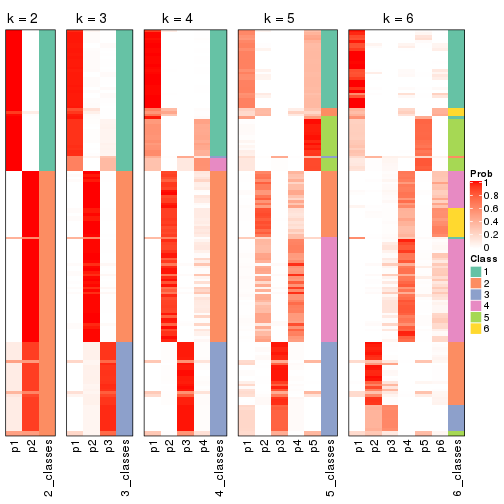 k = 2
k = 3
k = 4
k = 5
k = 6
p1
p2
2_classes
p1
p2
p3
3_classes
p1
p2
p3
p4
4_classes
p1
p2
p3
p4
p5
5_classes
p1
p2
p3
p4
p5
p6
6_classes
Prob
1
0.8
0.6
0.4
0.2
0
Class
1
2
3
4
5
6